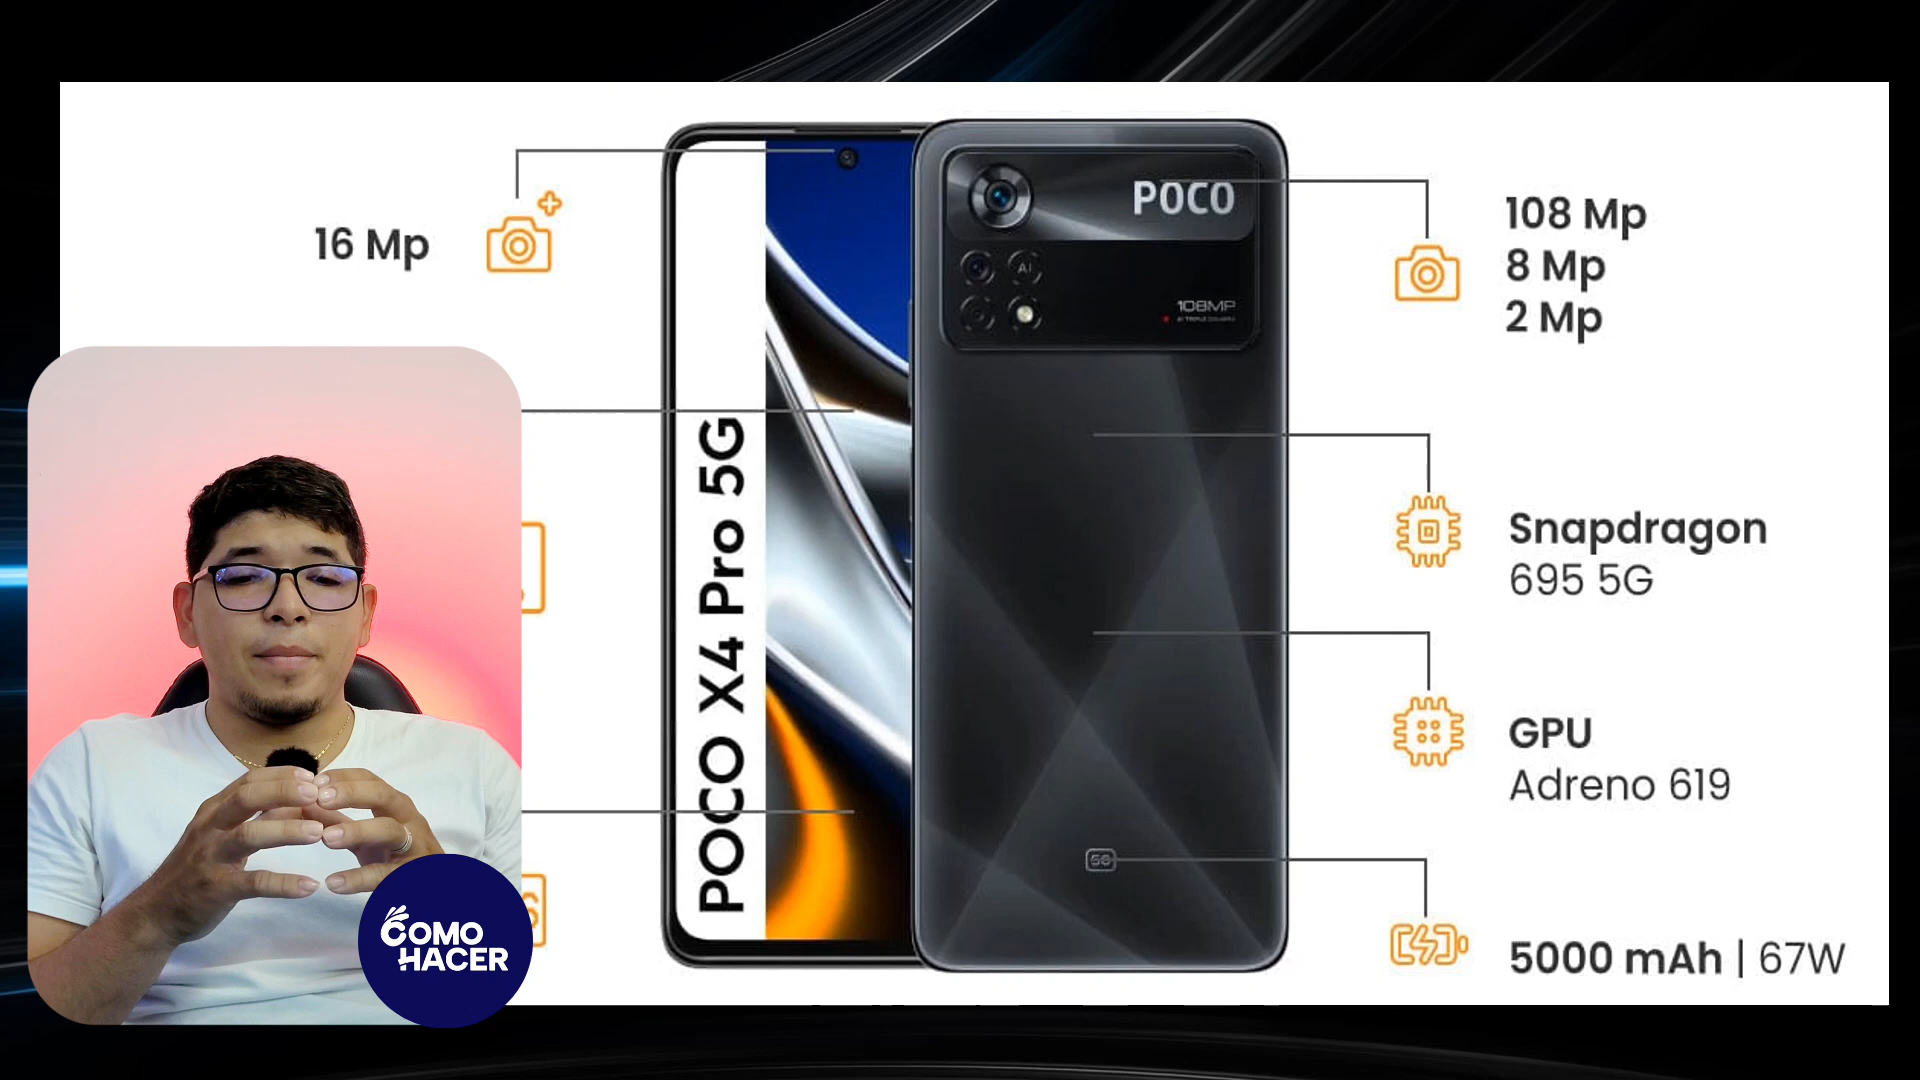 16 Mp
POCO X4 Pro 5G
POCO
AI
108MP
5G
108 Mp
8 Mp
2 Mp
Snapdragon
695 5G
GPU
Adreno 619
5000 mAh | 67W
COMO
HACER